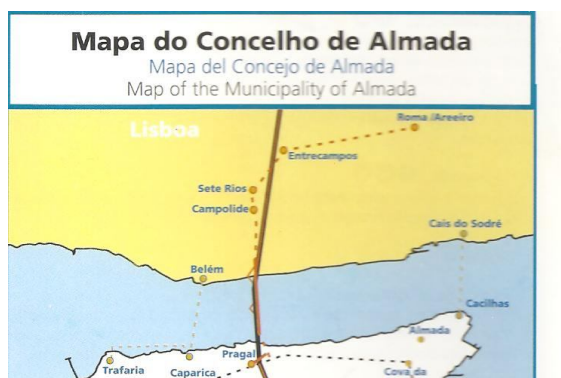 Mapa do Concelho de Almada
Mapa del Concejo de Almada
Map of the Municipality of Almada
Lisboa
Roma /Areeiro
Entrecampos
Sete Rios
Campolide
Cais do Sodré
Belém
Cacilhas
Almada
Pragal
Trafaria
Caparica
Cova da